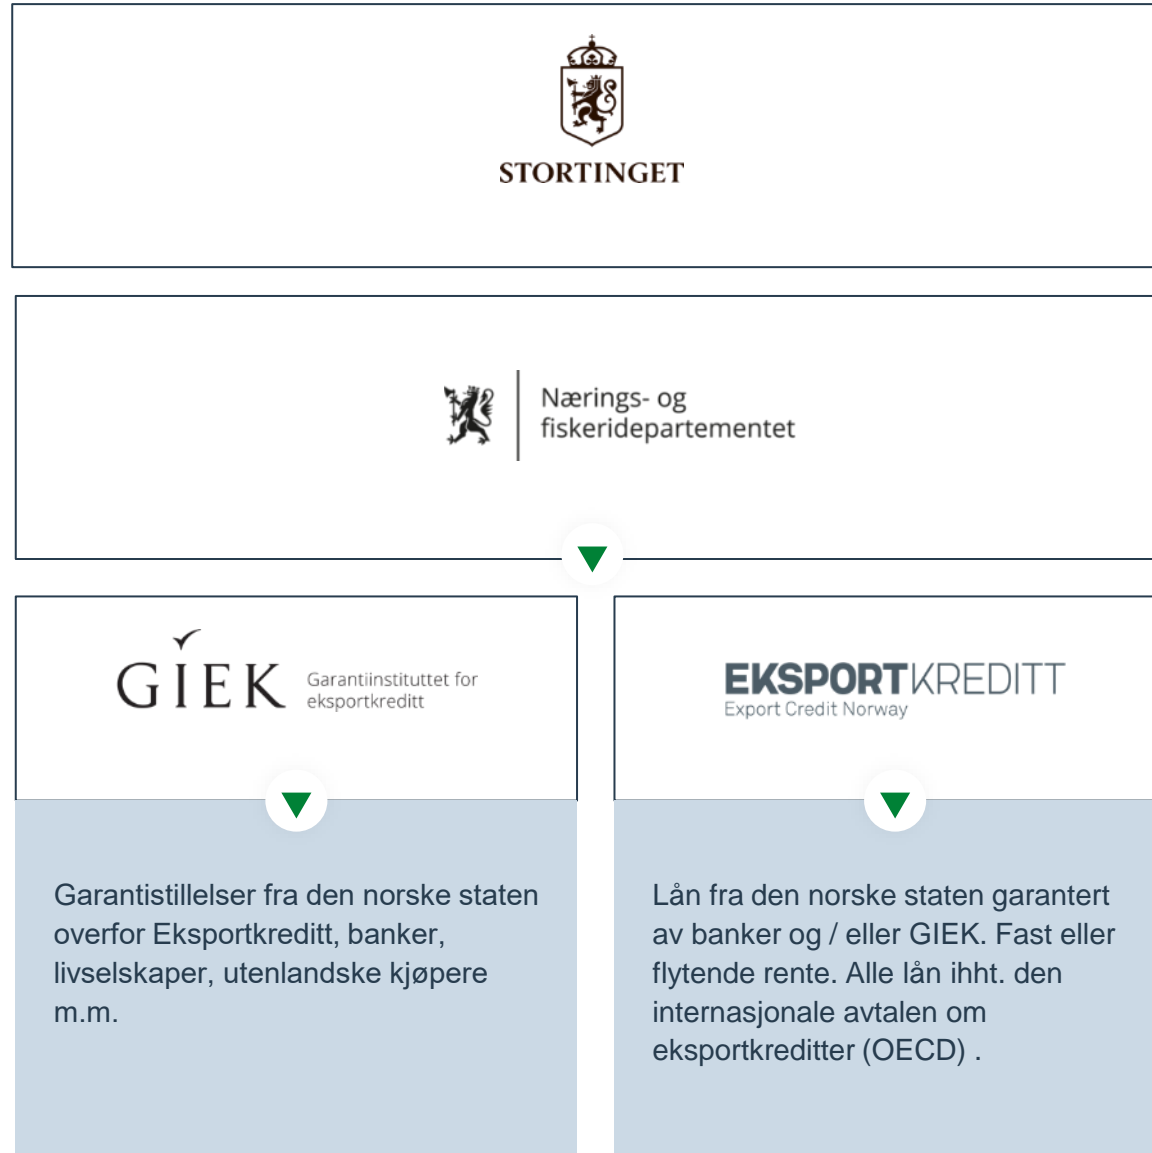 STORTINGET
Nærings- og
fiskeridepartementet
GIEK
Garantiinstituttet for
eksportkreditt
EKSPORTKREDITT
Export Credit Norway
Garantistillelser fra den norske staten
overfor Eksportkreditt, banker,
livselskaper, utenlandske kjøpere
m.m.
Lån fra den norske staten garantert
av banker og / eller GIEK. Fast eller
flytende rente. Alle lån ihht. den
internasjonale avtalen om
eksportkreditter (OECD) .